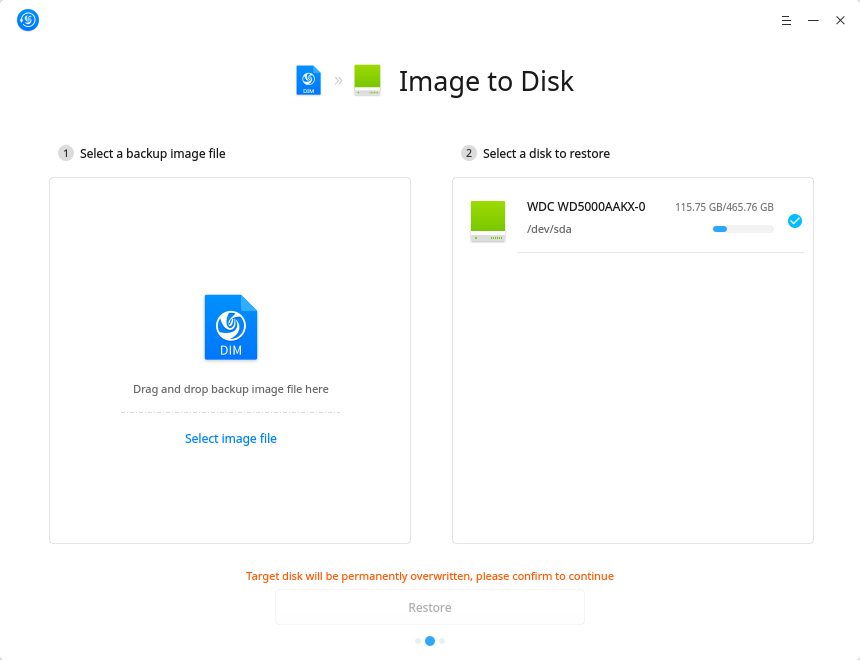 DIM
»
Image to Disk
1 Select a backup image file
2 Select a disk to restore
WDC WD5000AAKX-0 115.75 GB/465.76 GB
/dev/sda
DIM
Drag and drop backup image file here
Select image file
Target disk will be permanently overwritten, please confirm to continue
Restore